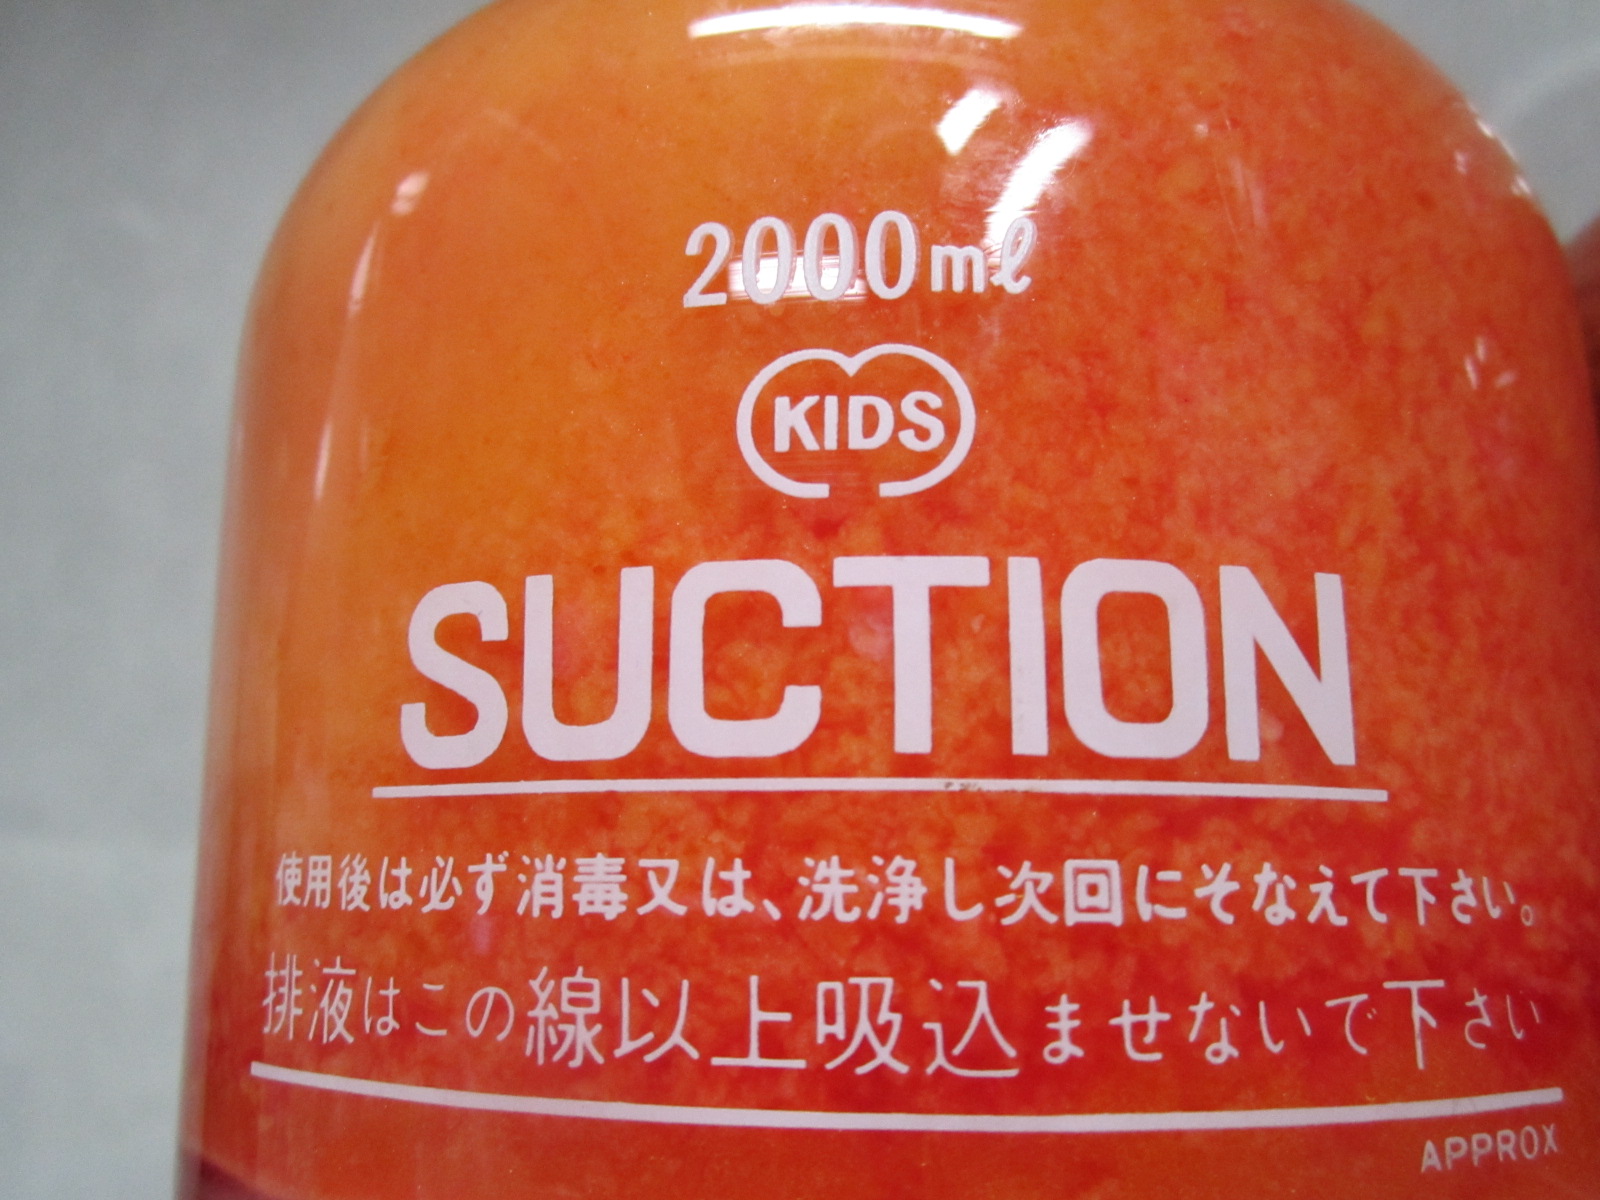 2000ml
KIDS
SUCTION
使用後は必ず消毒又は、洗浄し次回にそなえて下さい。
排液はこの線以上吸込ませないで下さい
APPROX